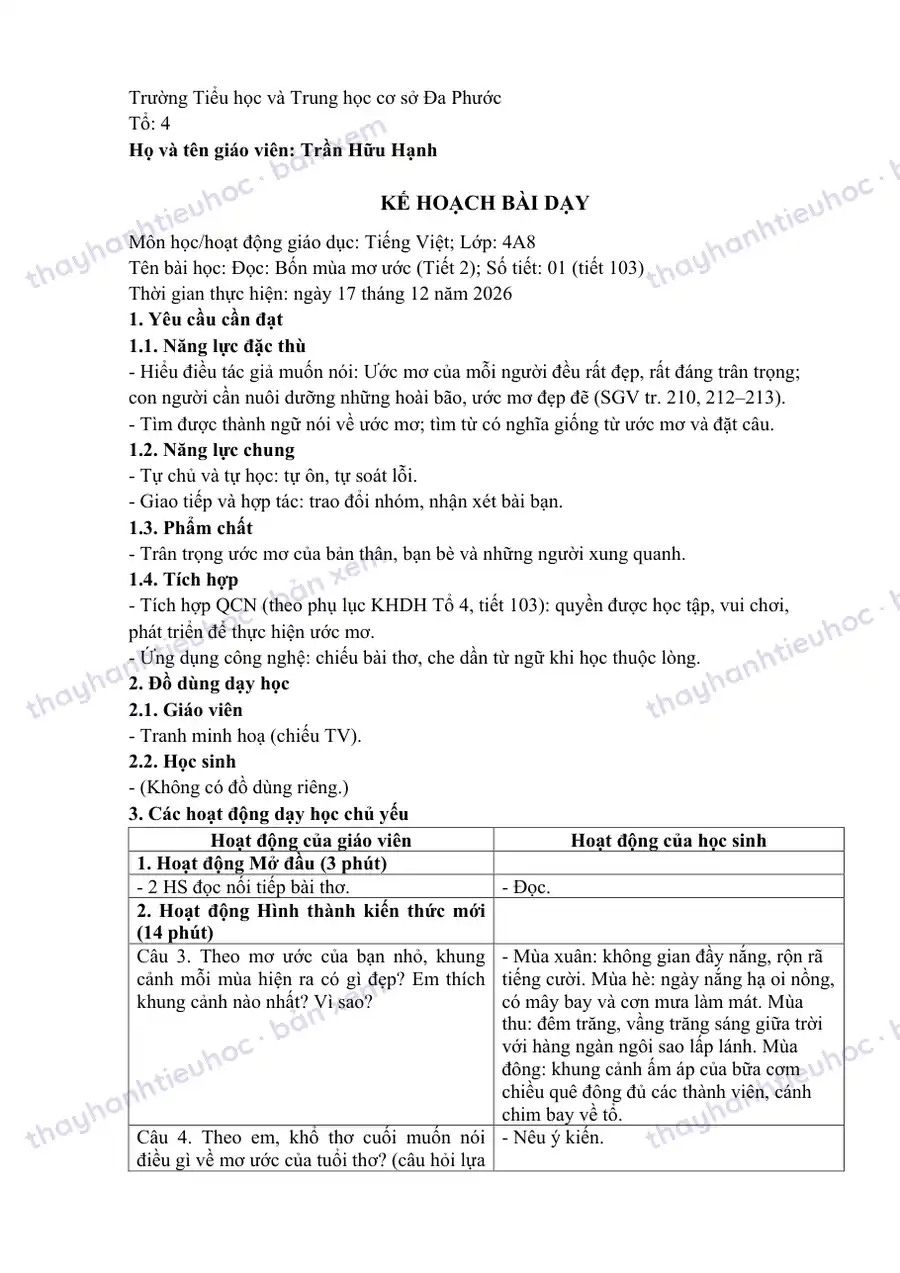 Trường Tiểu học và Trung học cơ sở Đa Phước
Tổ: 4
Họ và tên giáo viên: Trần Hữu Hạnh
KẾ HOẠCH BÀI DẠY
Môn học/hoạt động giáo dục: Tiếng Việt; Lớp: 4A8
Tên bài học: Đọc: Bốn mùa mơ ước (Tiết 2); Số tiết: 01 (tiết 103)
Thời gian thực hiện: ngày 17 tháng 12 năm 2026
1. Yêu cầu cần đạt
1.1. Năng lực đặc thù
- Hiểu điều tác giả muốn nói: Ước mơ của mỗi người đều rất đẹp, rất đáng trân trọng;
con người cần nuôi dưỡng những hoài bão, ước mơ đẹp đẽ (SGV tr. 210, 212–213).
- Tìm được thành ngữ nói về ước mơ; tìm từ có nghĩa giống từ ước mơ và đặt câu.
1.2. Năng lực chung
- Tự chủ và tự học: tự ôn, tự soát lỗi.
- Giao tiếp và hợp tác: trao đổi nhóm, nhận xét bài bạn.
1.3. Phẩm chất
- Trân trọng ước mơ của bản thân, bạn bè và những người xung quanh.
1.4. Tích hợp
- Tích hợp QCN (theo phụ lục KHDH Tổ 4, tiết 103): quyền được học tập, vui chơi,
phát triển để thực hiện ước mơ.
- Ứng dụng công nghệ: chiếu bài thơ, che dần từ ngữ khi học thuộc lòng.
2. Đồ dùng dạy học
2.1. Giáo viên
- Tranh minh hoạ (chiếu TV).
2.2. Học sinh
- (Không có đồ dùng riêng.)
3. Các hoạt động dạy học chủ yếu
Hoạt động của giáo viên
Hoạt động của học sinh
1. Hoạt động Mở đầu (3 phút)
- 2 HS đọc nối tiếp bài thơ.
- Đọc.
2. Hoạt động Hình thành kiến thức mới
(14 phút)
Câu 3. Theo mơ ước của bạn nhỏ, khung
cảnh mỗi mùa hiện ra có gì đẹp? Em thích
khung cảnh nào nhất? Vì sao?
- Mùa xuân: không gian đầy nắng, rộn rã
tiếng cười. Mùa hè: ngày nắng hạ oi nồng,
có mây bay và cơn mưa làm mát. Mùa
thu: đêm trăng, vầng trăng sáng giữa trời
với hàng ngàn ngôi sao lấp lánh. Mùa
đông: khung cảnh ấm áp của bữa cơm
chiều quê đông đủ các thành viên, cánh
chim bay về tổ.
Câu 4. Theo em, khổ thơ cuối muốn nói
điều gì về mơ ước của tuổi thơ? (câu hỏi lựa
- Nêu ý kiến.
thayhanhtieuhoc · bản xem
thayhanhtieuhoc · b
thayhanhtieuhoc · bản xem
thayhanhtieuhoc · b
thayhanhtieuhoc · bản xem
thayhanhtieuhoc · b